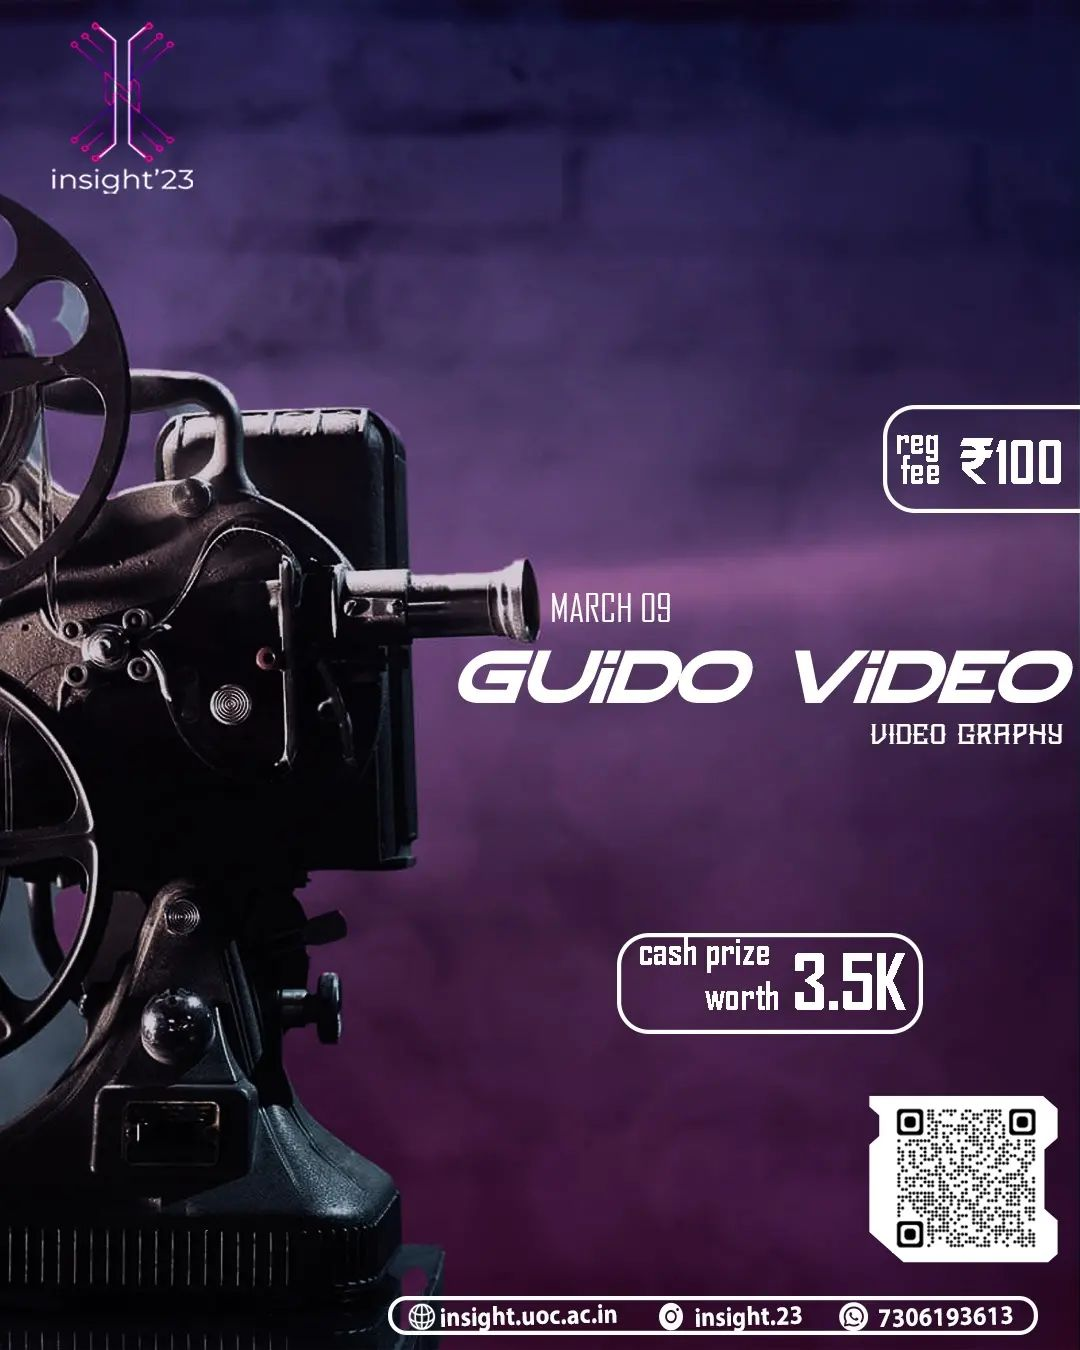 insight'23
reg
fee ₹100
MARCH 09
GUiDO ViDEO
VIDEO GRAPHY
cash prize
worth 3.5K
insight.uoc.ac.in insight.23 7306193613